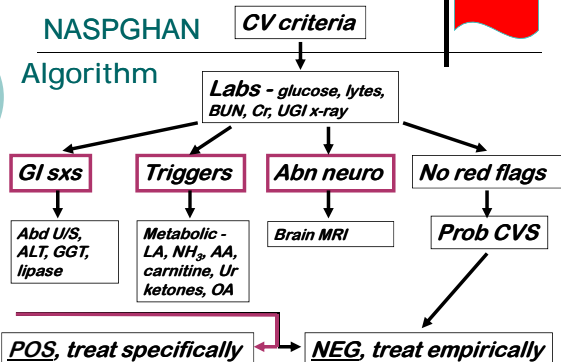 NASPGHAN
Algorithm
CV criteria
Labs - glucose, lytes,
BUN, Cr, UGI x-ray
GI sxs
Triggers
Abn neuro
No red flags
Abd U/S,
ALT, GGT,
lipase
Metabolic -
LA, NH₃, AA,
carnitine, Ur
ketones, OA
Brain MRI
Prob CVS
POS, treat specifically
NEG, treat empirically